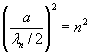 (a / (λₙ/2))² = n²